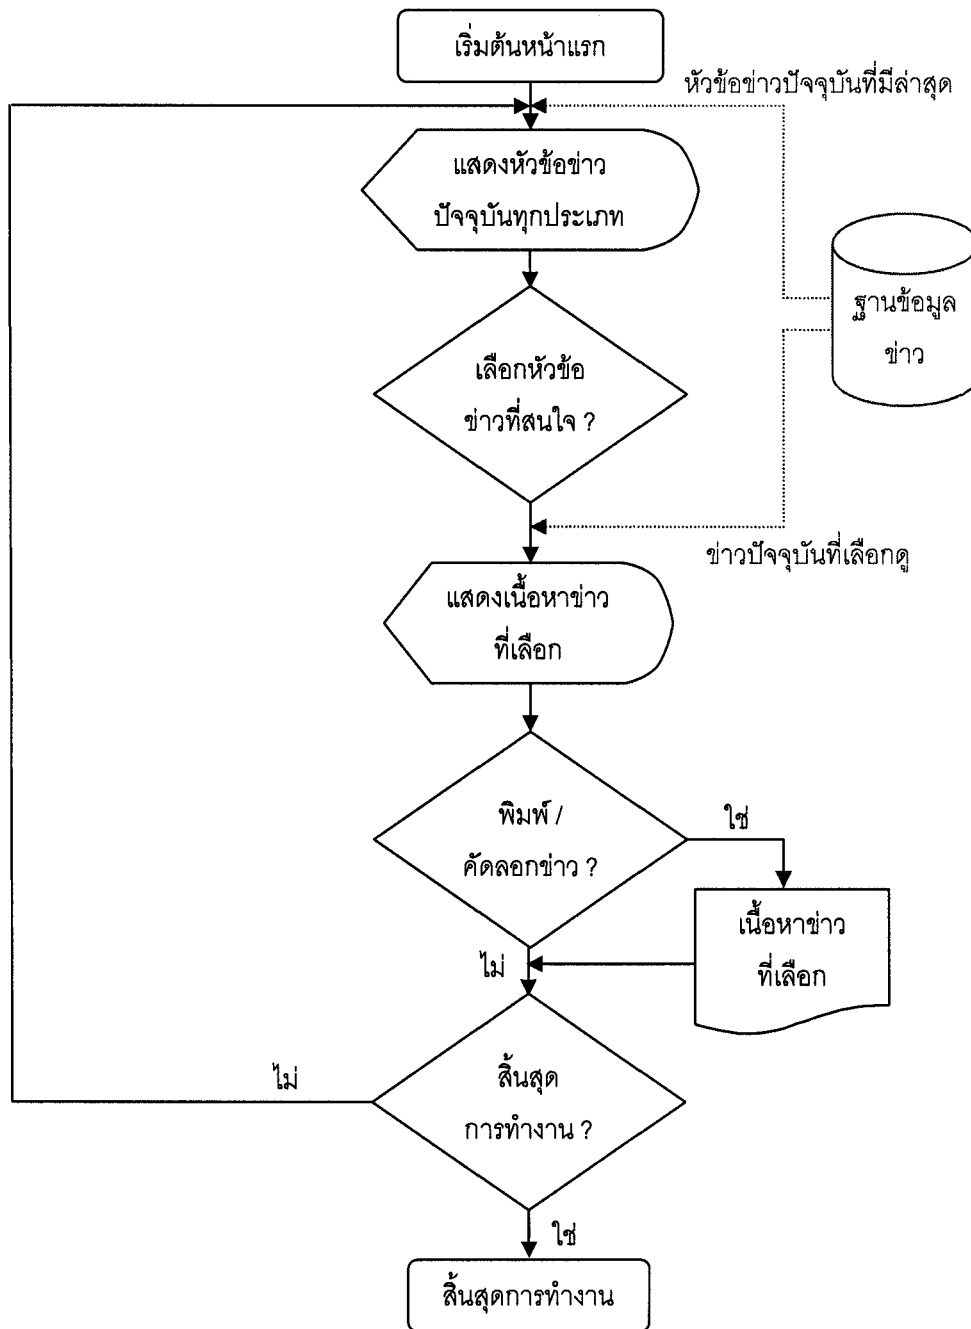 เริ่มต้นหน้าแรก
หัวข้อข่าวปัจจุบันที่มีล่าสุด
แสดงหัวข้อข่าว
ปัจจุบันทุกประเภท
ฐานข้อมูล
ข่าว
เลือกหัวข้อ
ข่าวที่สนใจ ?
ข่าวปัจจุบันที่เลือกดู
แสดงเนื้อหาข่าว
ที่เลือก
พิมพ์ /
คัดลอกข่าว ?
ใช่
เนื้อหาข่าว
ที่เลือก
ไม่
สิ้นสุด
การทำงาน ?
ไม่
ใช่
สิ้นสุดการทำงาน